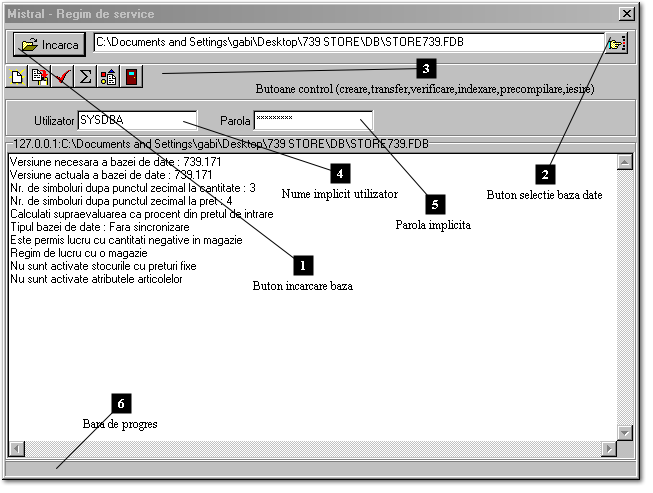 Mistral - Regim de service
Incarca
C:\Documents and Settings\gabi\Desktop\739 STORE\DB\STORE739.FDB
3
Butoane control (creare,transfer,verificare,indexare,precompilare,iesire)
Utilizator SYSDBA Parola *********
127.0.0.1:C:\Documents and Settings\gabi\Desktop\739 STORE\DB\STORE739.FDB
Versiune necesara a bazei de date : 739.171
Versiune actuala a bazei de date : 739.171
Nr. de simboluri dupa punctul zecimal la cantitate : 3
Nr. de simboluri dupa punctul zecimal la pret : 4
Calculati supraevaluarea ca procent din pretul de intrare
Tipul bazei de date : Fara sincronizare
Este permis lucru cu cantitati negative in magazie
Regim de lucru cu o magazie
Nu sunt activate stocurile cu preturi fixe
Nu sunt activate atributele articolelor
4
Nume implicit utilizator
2
Buton selectie baza date
5
Parola implicita
1
Buton incarcare baza
6
Bara de progres